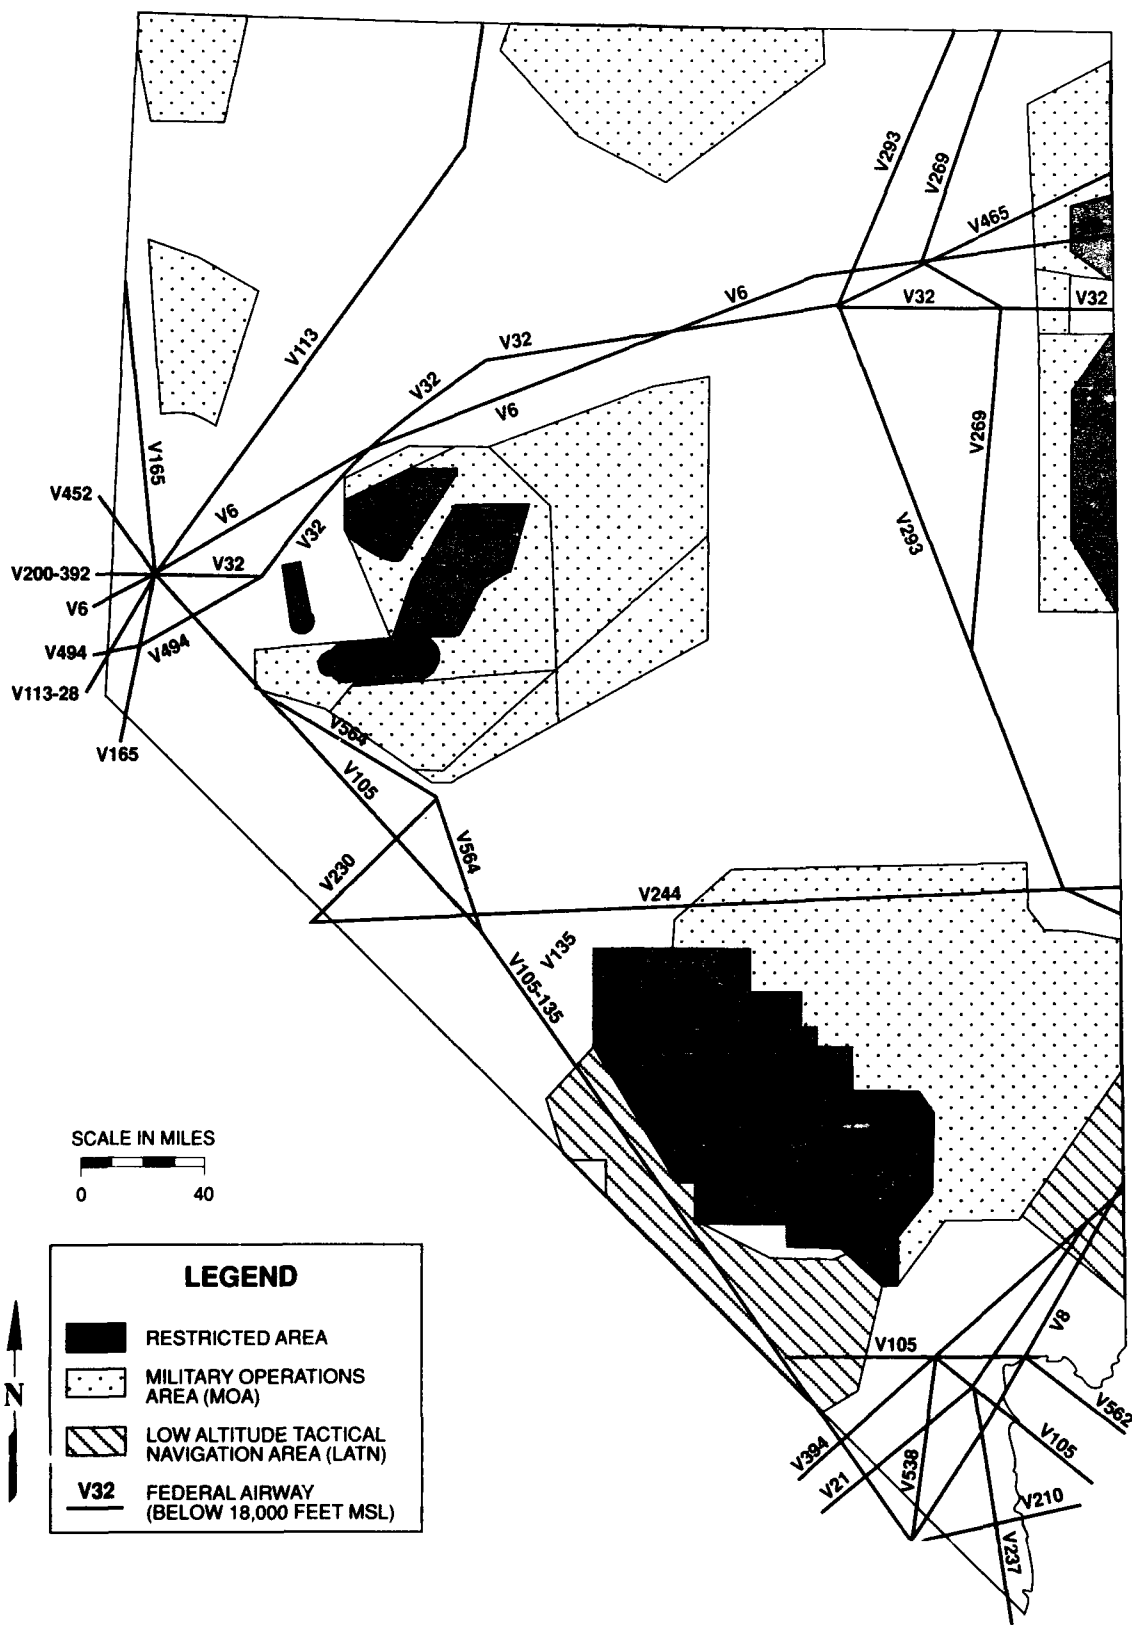 V293
V269
V465
V6
V32
V32
V113
V32
V32
V6
V269
V165
V452
V6
V32
V293
V32
V200-392
V6
V494
V494
V113-28
V165
V564
V105
V564
V230
V244
V135
V105-135
SCALE IN MILES
0 40
LEGEND
RESTRICTED AREA
MILITARY OPERATIONS
AREA (MOA)
LOW ALTITUDE TACTICAL
NAVIGATION AREA (LATN)
V32 FEDERAL AIRWAY
(BELOW 18,000 FEET MSL)
N
V8
V105
V562
V394
V105
V21
V538
V210
V237